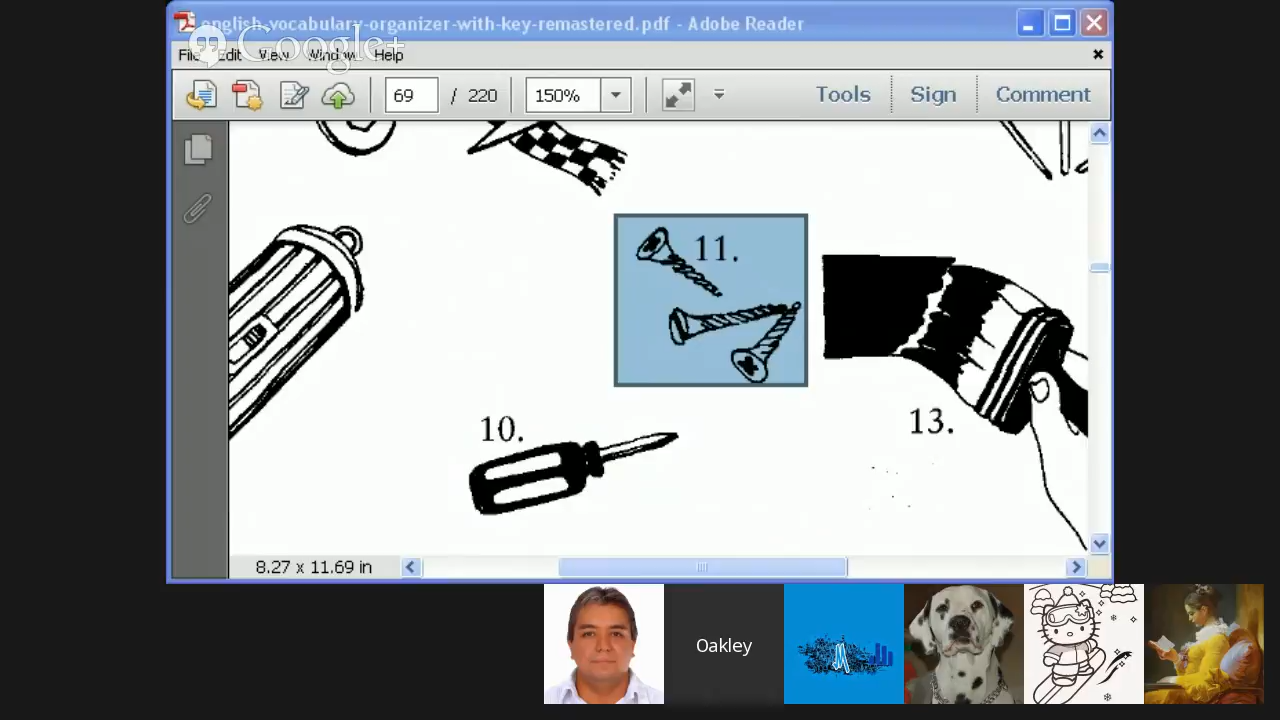 english-vocabulary-organizer-with-key-remastered.pdf - Adobe Reader
Google+
File Edit View Window Help
69 / 220 150% Tools Sign Comment
11.
10.
13.
8.27 x 11.69 in
Oakley